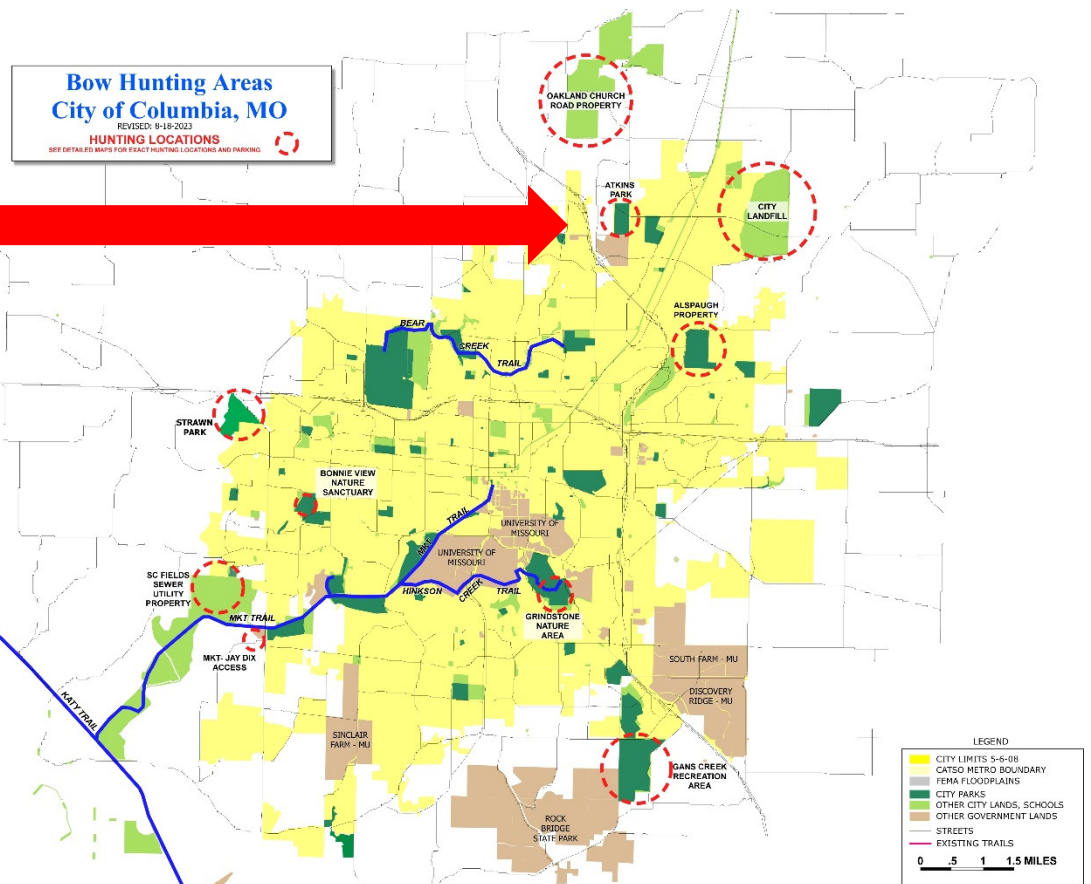 Bow Hunting Areas
City of Columbia, MO
REVISED: 8-18-2023
HUNTING LOCATIONS
SEE DETAILED MAPS FOR EXACT HUNTING LOCATIONS AND PARKING
OAKLAND CHURCH
ROAD PROPERTY
ATKINS
PARK
CITY
LANDFILL
ALSPAUGH
PROPERTY
BEAR
CREEK
TRAIL
STRAWN
PARK
BONNIE VIEW
NATURE
SANCTUARY
MKT
TRAIL
UNIVERSITY OF
MISSOURI
UNIVERSITY OF
MISSOURI
SC FIELDS
SEWER
UTILITY
PROPERTY
HINKSON
CREEK
TRAIL
MKT TRAIL
GRINDSTONE
NATURE
AREA
MKT- JAY DIX
ACCESS
SOUTH FARM - MU
DISCOVERY
RIDGE - MU
KATY TRAIL
SINCLAIR
FARM - MU
GANS CREEK
RECREATION
AREA
ROCK
BRIDGE
STATE PARK
LEGEND
CITY LIMITS 5-6-08
CATSO METRO BOUNDARY
FEMA FLOODPLAINS
CITY PARKS
OTHER CITY LANDS, SCHOOLS
OTHER GOVERNMENT LANDS
STREETS
EXISTING TRAILS
0 .5 1 1.5 MILES